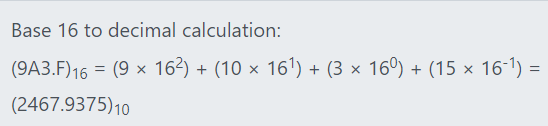 Base 16 to decimal calculation:
(9A3.F)₁₆ = (9 × 16²) + (10 × 16¹) + (3 × 16⁰) + (15 × 16⁻¹) =
(2467.9375)₁₀